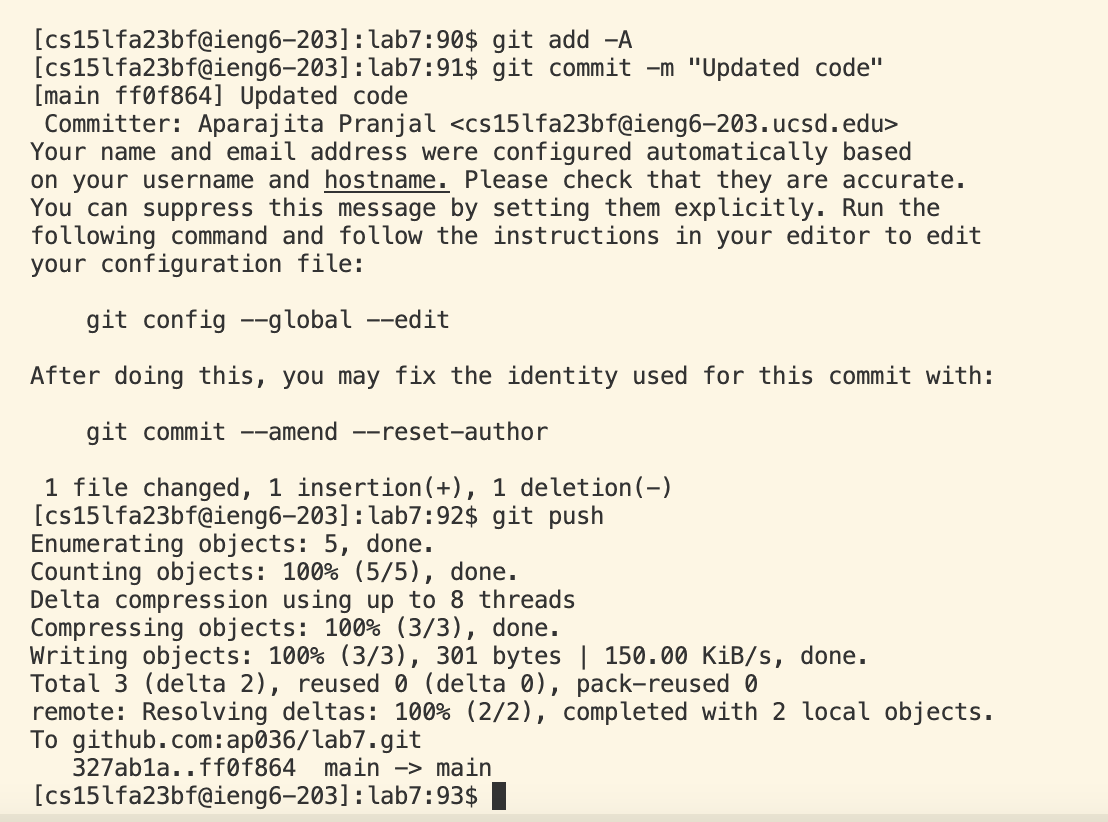 [cs15lfa23bf@ieng6-203]:lab7:90$ git add -A
[cs15lfa23bf@ieng6-203]:lab7:91$ git commit -m "Updated code"
[main ff0f864] Updated code
 Committer: Aparajita Pranjal <cs15lfa23bf@ieng6-203.ucsd.edu>
Your name and email address were configured automatically based
on your username and hostname. Please check that they are accurate.
You can suppress this message by setting them explicitly. Run the
following command and follow the instructions in your editor to edit
your configuration file:

    git config --global --edit

After doing this, you may fix the identity used for this commit with:

    git commit --amend --reset-author

 1 file changed, 1 insertion(+), 1 deletion(-)
[cs15lfa23bf@ieng6-203]:lab7:92$ git push
Enumerating objects: 5, done.
Counting objects: 100% (5/5), done.
Delta compression using up to 8 threads
Compressing objects: 100% (3/3), done.
Writing objects: 100% (3/3), 301 bytes | 150.00 KiB/s, done.
Total 3 (delta 2), reused 0 (delta 0), pack-reused 0
remote: Resolving deltas: 100% (2/2), completed with 2 local objects.
To github.com:ap036/lab7.git
   327ab1a..ff0f864  main -> main
[cs15lfa23bf@ieng6-203]:lab7:93$